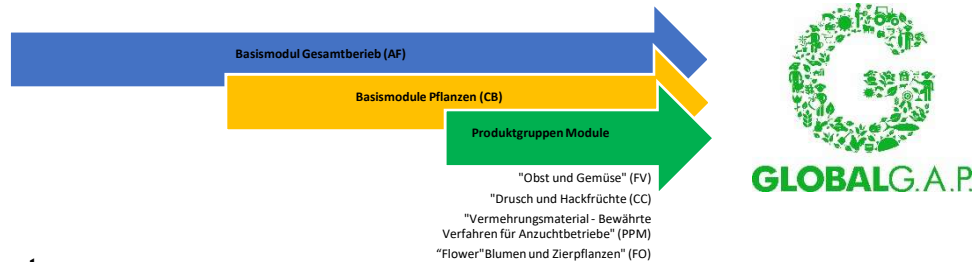 Basismodul Gesamtberieb (AF)
Basismodule Pflanzen (CB)
Produktgruppen Module
"Obst und Gemüse" (FV)
"Drusch und Hackfrüchte (CC)
"Vermehrungsmaterial - Bewährte
Verfahren für Anzuchtbetriebe" (PPM)
“Flower"Blumen und Zierpflanzen" (FO)
GLOBALG.A.P.